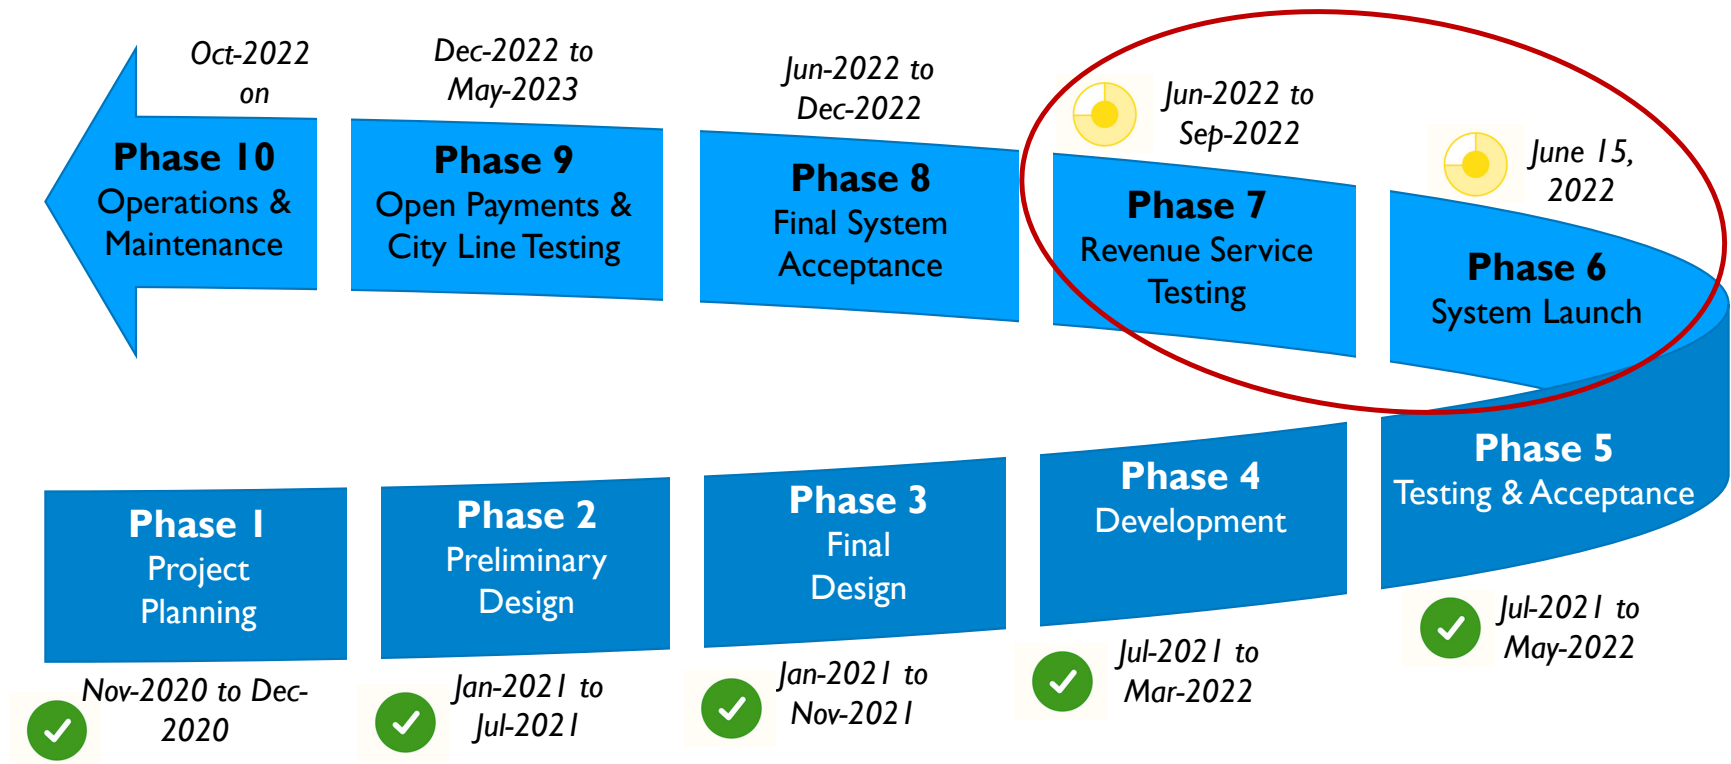 Oct-2022
on
Phase 10
Operations &
Maintenance
Dec-2022 to
May-2023
Phase 9
Open Payments &
City Line Testing
Jun-2022 to
Dec-2022
Phase 8
Final System
Acceptance
Jun-2022 to
Sep-2022
Phase 7
Revenue Service
Testing
June 15,
2022
Phase 6
System Launch
Phase 1
Project
Planning
Nov-2020 to Dec-
2020
Phase 2
Preliminary
Design
Jan-2021 to
Jul-2021
Phase 3
Final
Design
Jan-2021 to
Nov-2021
Phase 4
Development
Jul-2021 to
Mar-2022
Phase 5
Testing & Acceptance
Jul-2021 to
May-2022